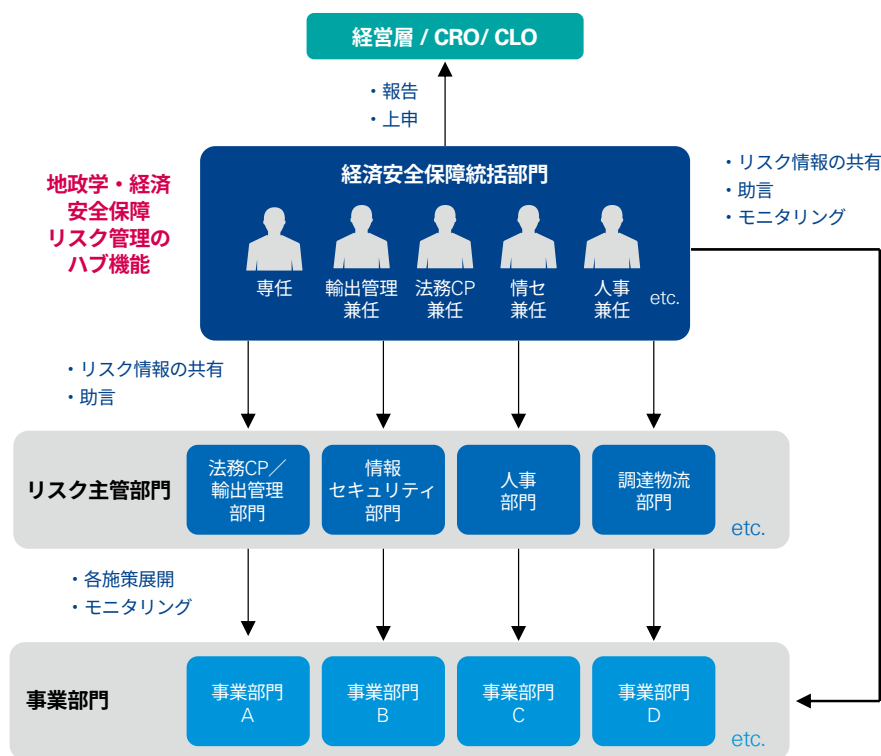 経営層 / CRO/ CLO
・報告
・上申
地政学・経済
安全保障
リスク管理の
ハブ機能
経済安全保障統括部門
専任
輸出管理
兼任
法務CP
兼任
情セ
兼任
人事
兼任
etc.
・リスク情報の共有
・助言
・モニタリング
・リスク情報の共有
・助言
リスク主管部門
法務CP／
輸出管理
部門
情報
セキュリティ
部門
人事
部門
調達物流
部門
etc.
・各施策展開
・モニタリング
事業部門
事業部門
A
事業部門
B
事業部門
C
事業部門
D
etc.